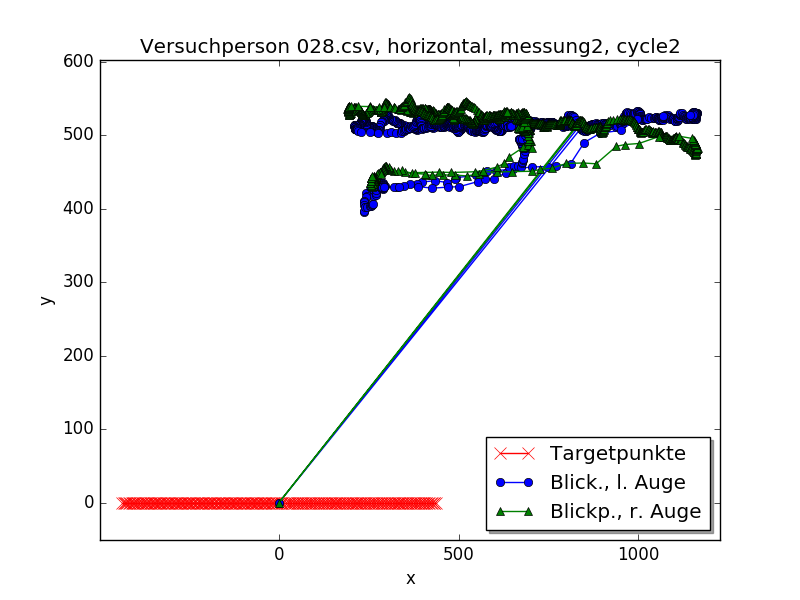 Versuchperson 028.csv, horizontal, messung2, cycle2
600
500
400
300
200
100
0
y
0 500 1000
x
Targetpunkte
Blick., l. Auge
Blickp., r. Auge